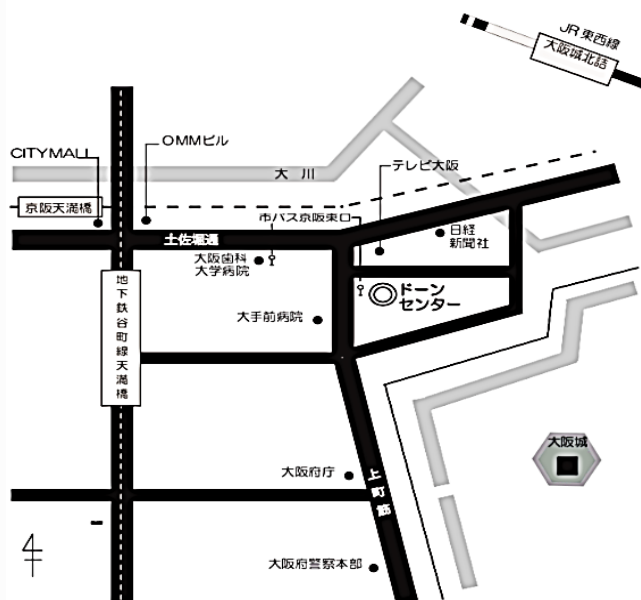 JR東西線
大阪城北詰
OMMビル
CITYMALL
大川
テレビ大阪
京阪天満橋
市バス京阪東口
日経
新聞社
土佐堀通
大阪歯科
大学病院
地下鉄谷町線天満橋
ドーン
センター
大手前病院
大阪城
大阪府庁
上町筋
大阪府警察本部